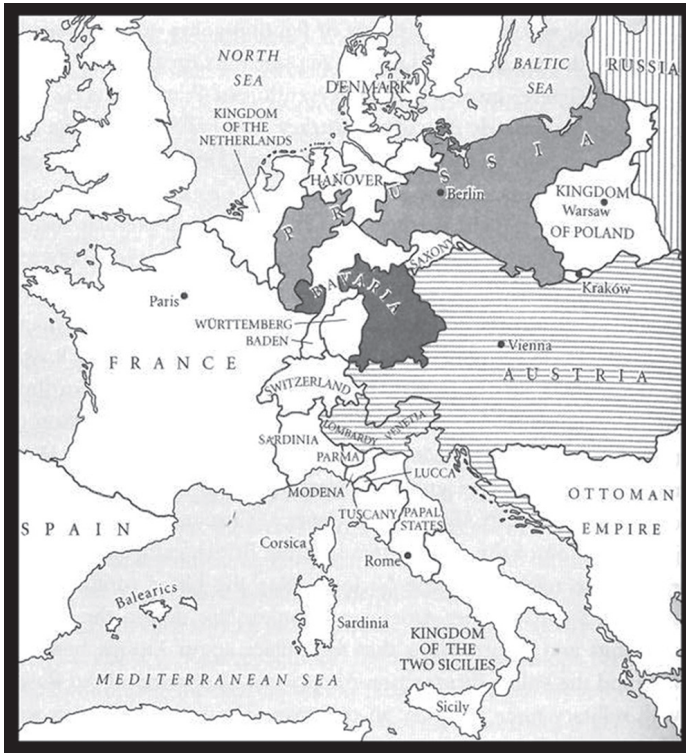 NORTH
SEA
BALTIC
SEA
RUSSIA
DENMARK
KINGDOM
OF THE
NETHERLANDS
HANOVER
PRUSSIA
Berlin
KINGDOM
Warsaw
OF POLAND
SAXONY
Kraków
BAVARIA
Paris
WÜRTTEMBERG
BADEN
Vienna
FRANCE
AUSTRIA
SWITZERLAND
LOMBARDY
VENETIA
SARDINIA
PARMA
LUCCA
MODENA
OTTOMAN
EMPIRE
TUSCANY
PAPAL
STATES
SPAIN
Corsica
Rome
Balearics
Sardinia
KINGDOM
OF THE
TWO SICILIES
MEDITERRANEAN SEA
Sicily